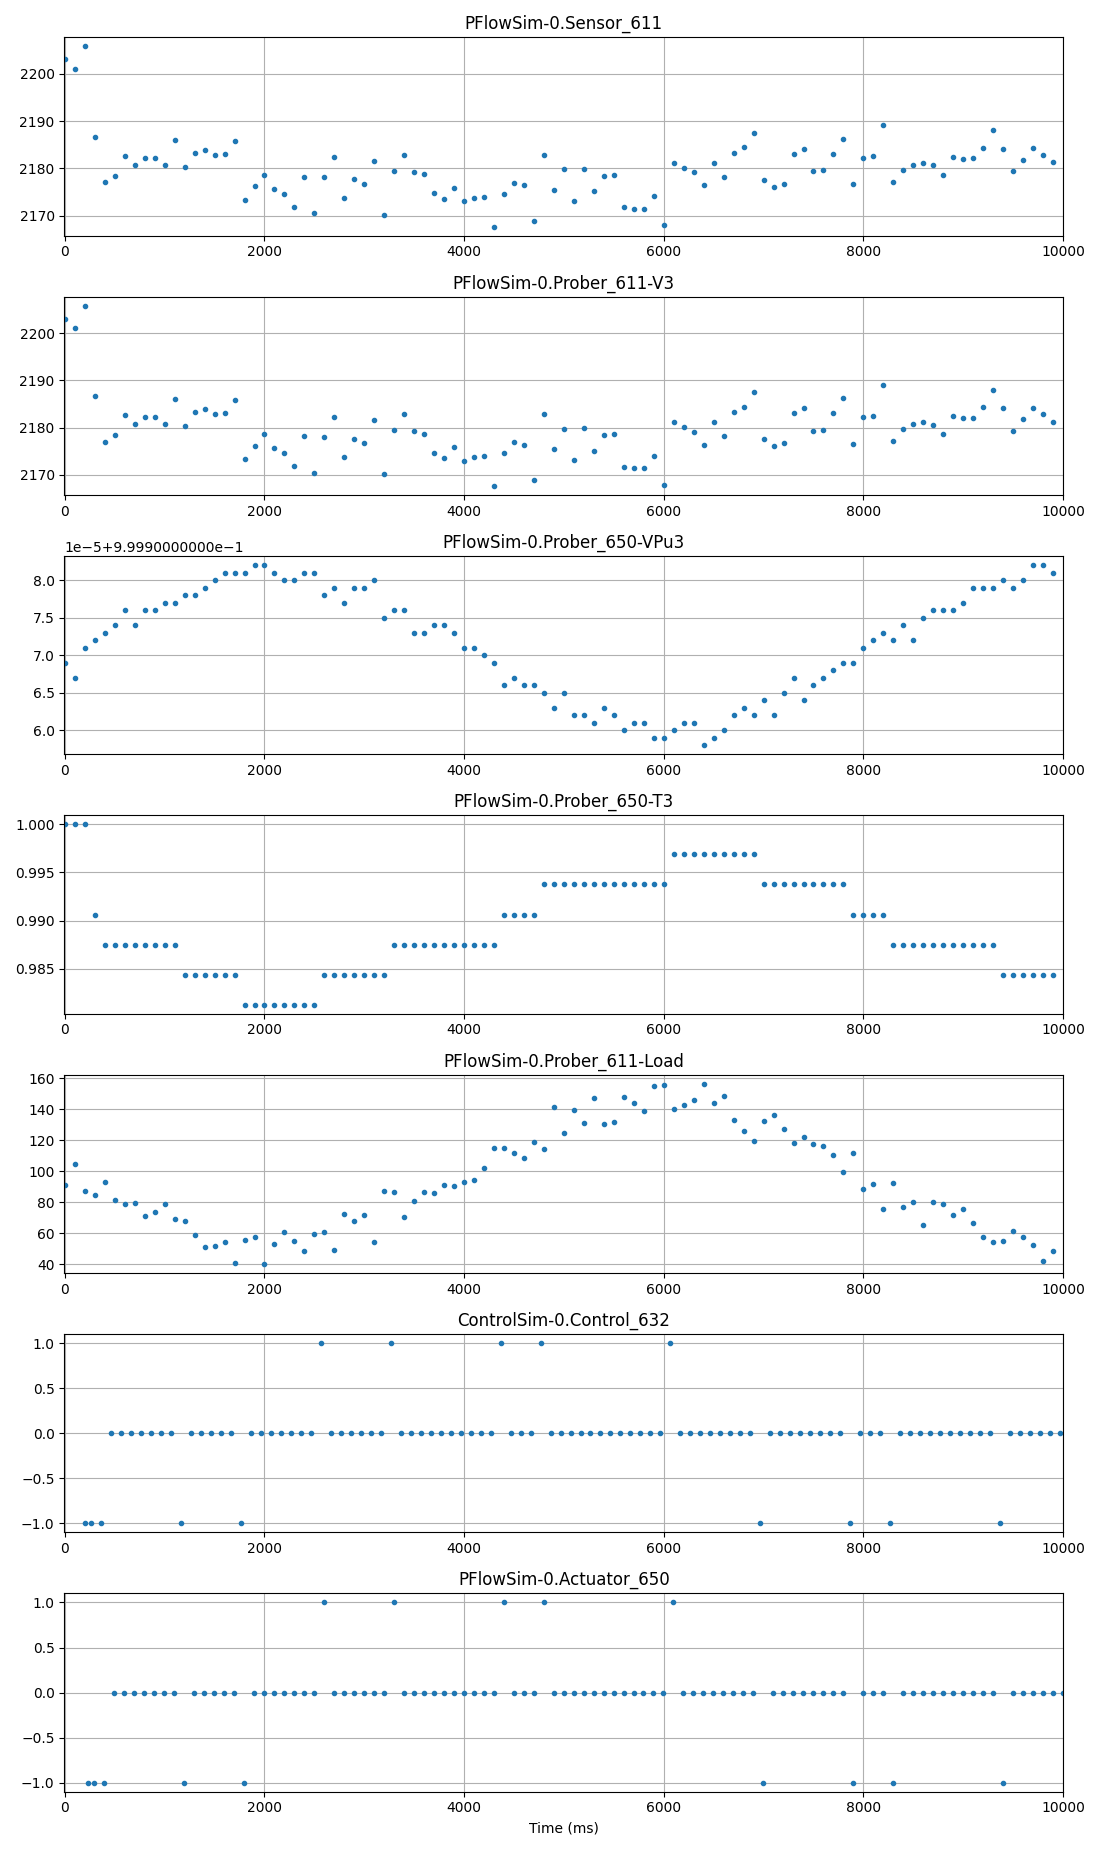 PFlowSim-0.Sensor_611
2200
2190
2180
2170
0 2000 4000 6000 8000 10000
PFlowSim-0.Prober_611-V3
2200
2190
2180
2170
0 2000 4000 6000 8000 10000
1e−5+9.9990000000e−1
PFlowSim-0.Prober_650-VPu3
8.0
7.5
7.0
6.5
6.0
0 2000 4000 6000 8000 10000
PFlowSim-0.Prober_650-T3
1.000
0.995
0.990
0.985
0 2000 4000 6000 8000 10000
PFlowSim-0.Prober_611-Load
160
140
120
100
80
60
40
0 2000 4000 6000 8000 10000
ControlSim-0.Control_632
1.0
0.5
0.0
−0.5
−1.0
0 2000 4000 6000 8000 10000
PFlowSim-0.Actuator_650
1.0
0.5
0.0
−0.5
−1.0
0 2000 4000 6000 8000 10000
Time (ms)